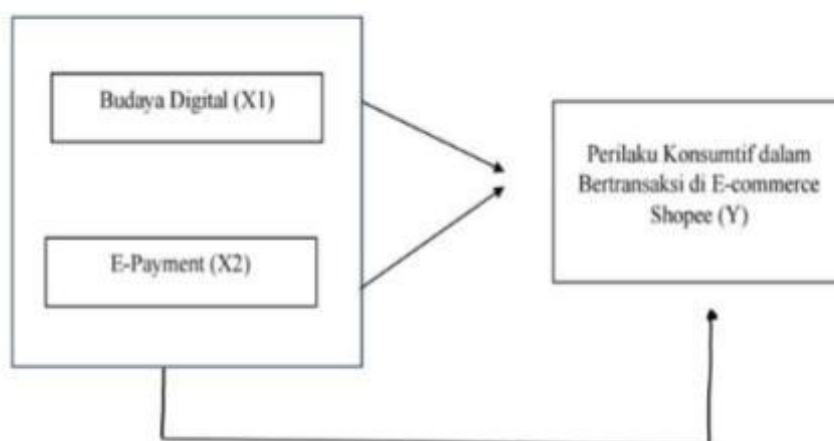 Budaya Digital (X1)
E-Payment (X2)
Perilaku Konsumtif dalam
Bertransaksi di E-commerce
Shopee (Y)